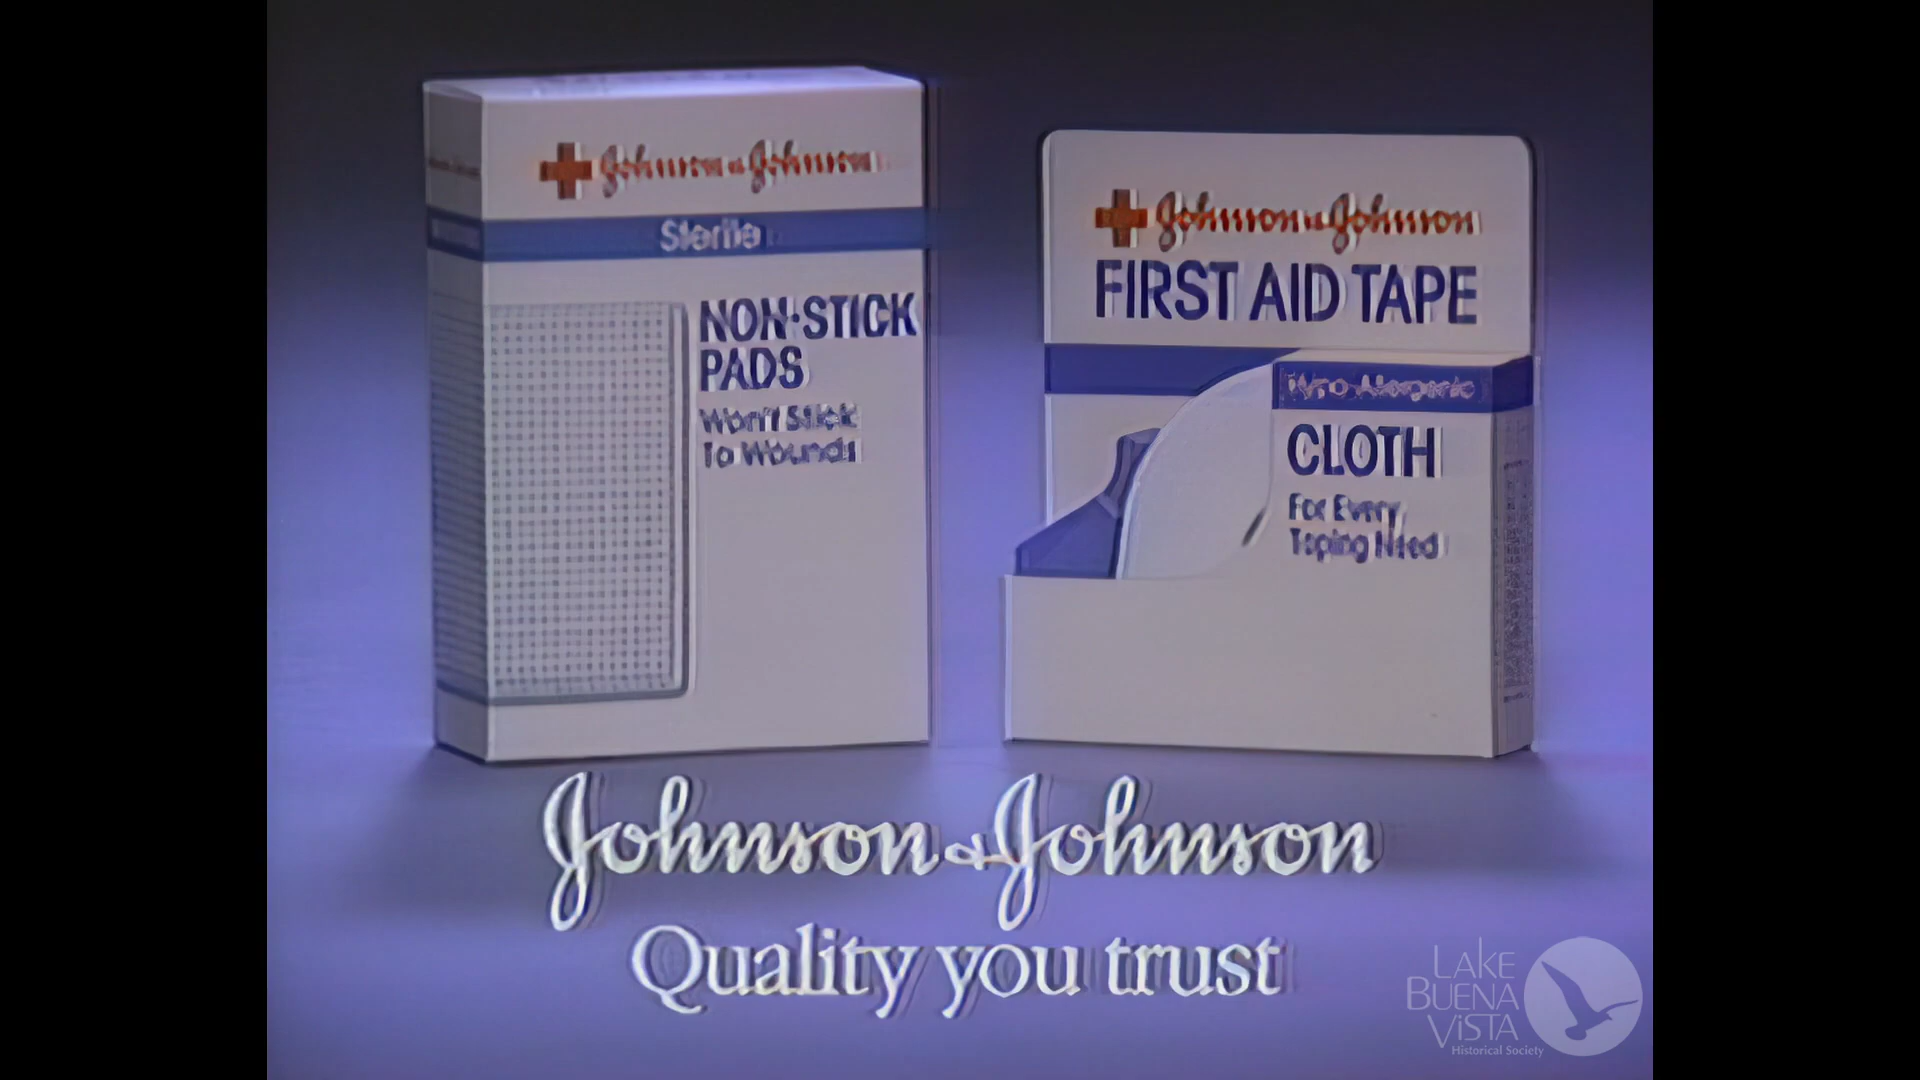 Johnson & Johnson
Sterile
NON·STICK
PADS
Won't Stick
To Wounds
Johnson & Johnson
FIRST AID TAPE
CLOTH
For Every
Taping Need
Johnson & Johnson
Quality you trust
LAKE
BUENA
ViSTA
Historical Society